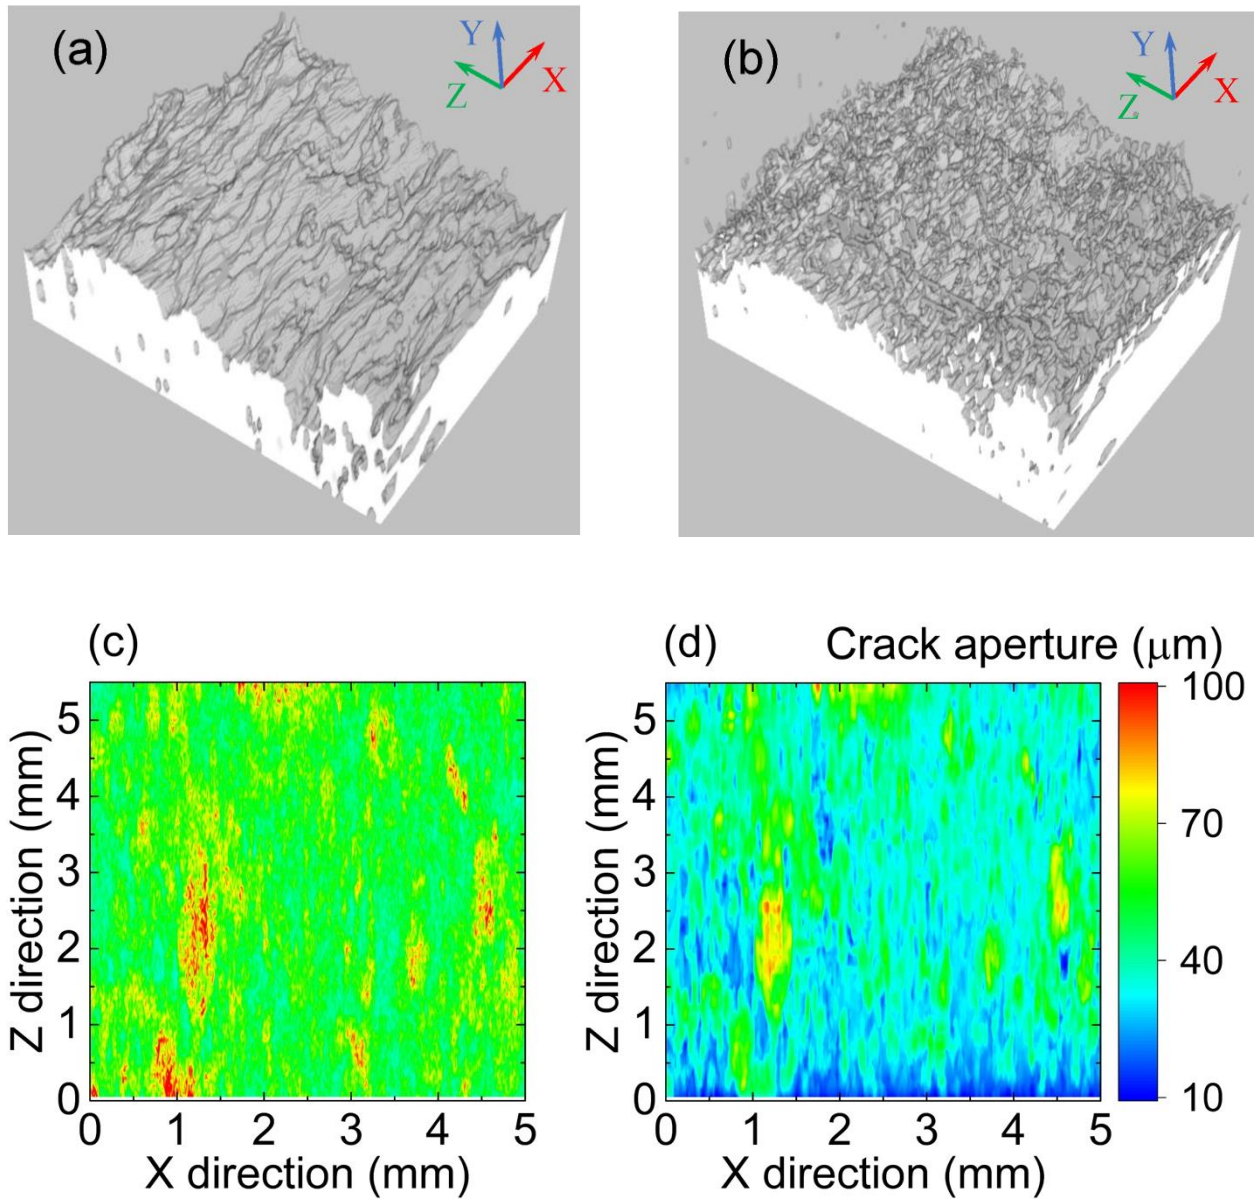 (a)
Y
Z
X
(b)
Y
Z
X
(c)
(d)
Crack aperture (μm)
Z direction (mm)
5
4
3
2
1
0
0 1 2 3 4 5
X direction (mm)
Z direction (mm)
5
4
3
2
1
0
0 1 2 3 4 5
X direction (mm)
100
70
40
10